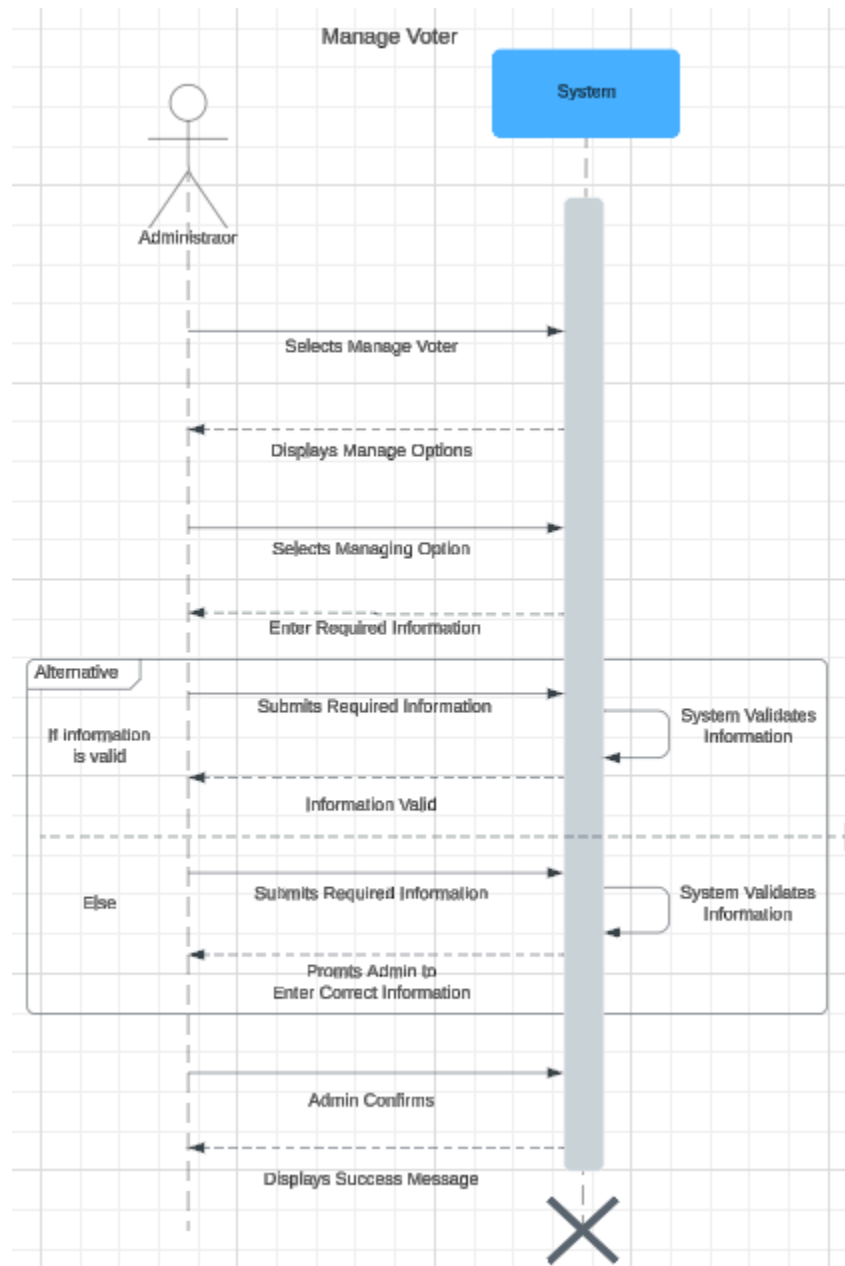 Manage Voter
System
Administraor
Selects Manage Voter
Displays Manage Options
Selects Managing Option
Enter Required Information
Alternative
Submits Required Information
System Validates
Information
If information
is valid
Information Valid
Submits Required Information
System Validates
Information
Else
Promts Admin to
Enter Correct Information
Admin Confirms
Displays Success Message